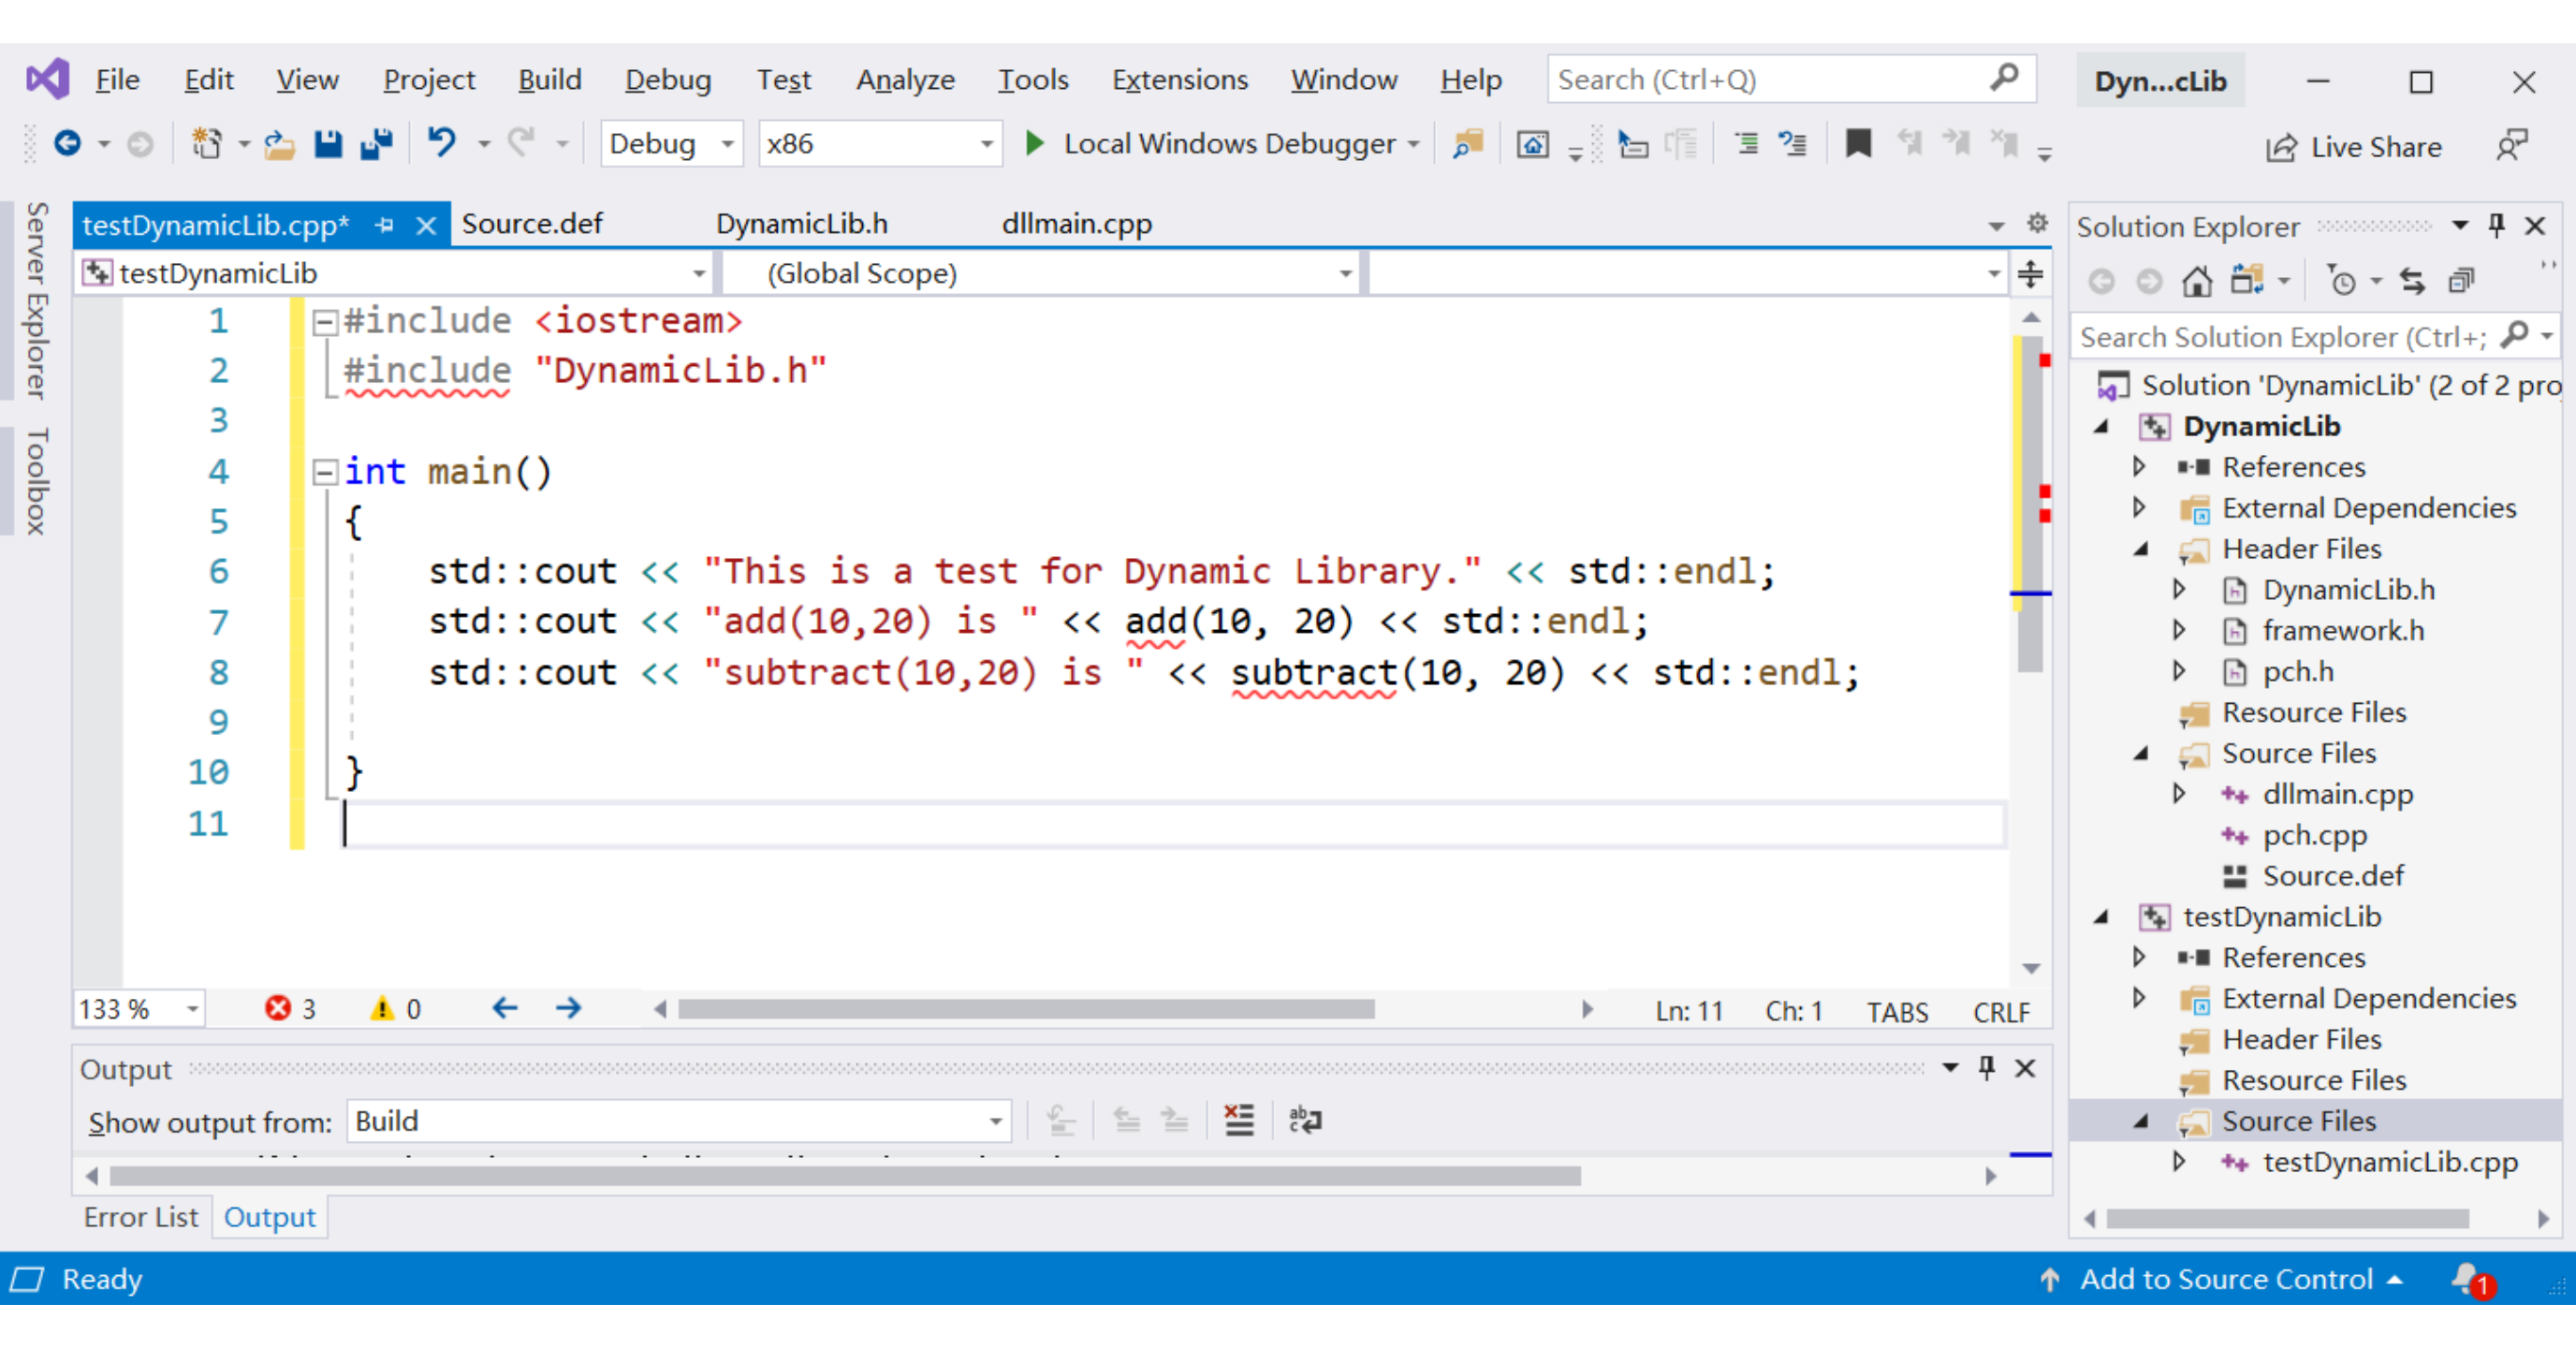 File Edit View Project Build Debug Test Analyze Tools Extensions Window Help Search (Ctrl+Q) Dyn...cLib
Debug x86 Local Windows Debugger Live Share
Server Explorer
Toolbox
testDynamicLib.cpp* Source.def DynamicLib.h dllmain.cpp
testDynamicLib (Global Scope)
1 #include <iostream>
2 #include "DynamicLib.h"
3
4 int main()
5 {
6 std::cout << "This is a test for Dynamic Library." << std::endl;
7 std::cout << "add(10,20) is " << add(10, 20) << std::endl;
8 std::cout << "subtract(10,20) is " << subtract(10, 20) << std::endl;
9
10 }
11
133 % 3 0 Ln: 11 Ch: 1 TABS CRLF
Output
Show output from: Build
Error List Output
Solution Explorer
Search Solution Explorer (Ctrl+;
Solution 'DynamicLib' (2 of 2 pro
DynamicLib
References
External Dependencies
Header Files
DynamicLib.h
framework.h
pch.h
Resource Files
Source Files
dllmain.cpp
pch.cpp
Source.def
testDynamicLib
References
External Dependencies
Header Files
Resource Files
Source Files
testDynamicLib.cpp
Ready Add to Source Control 1